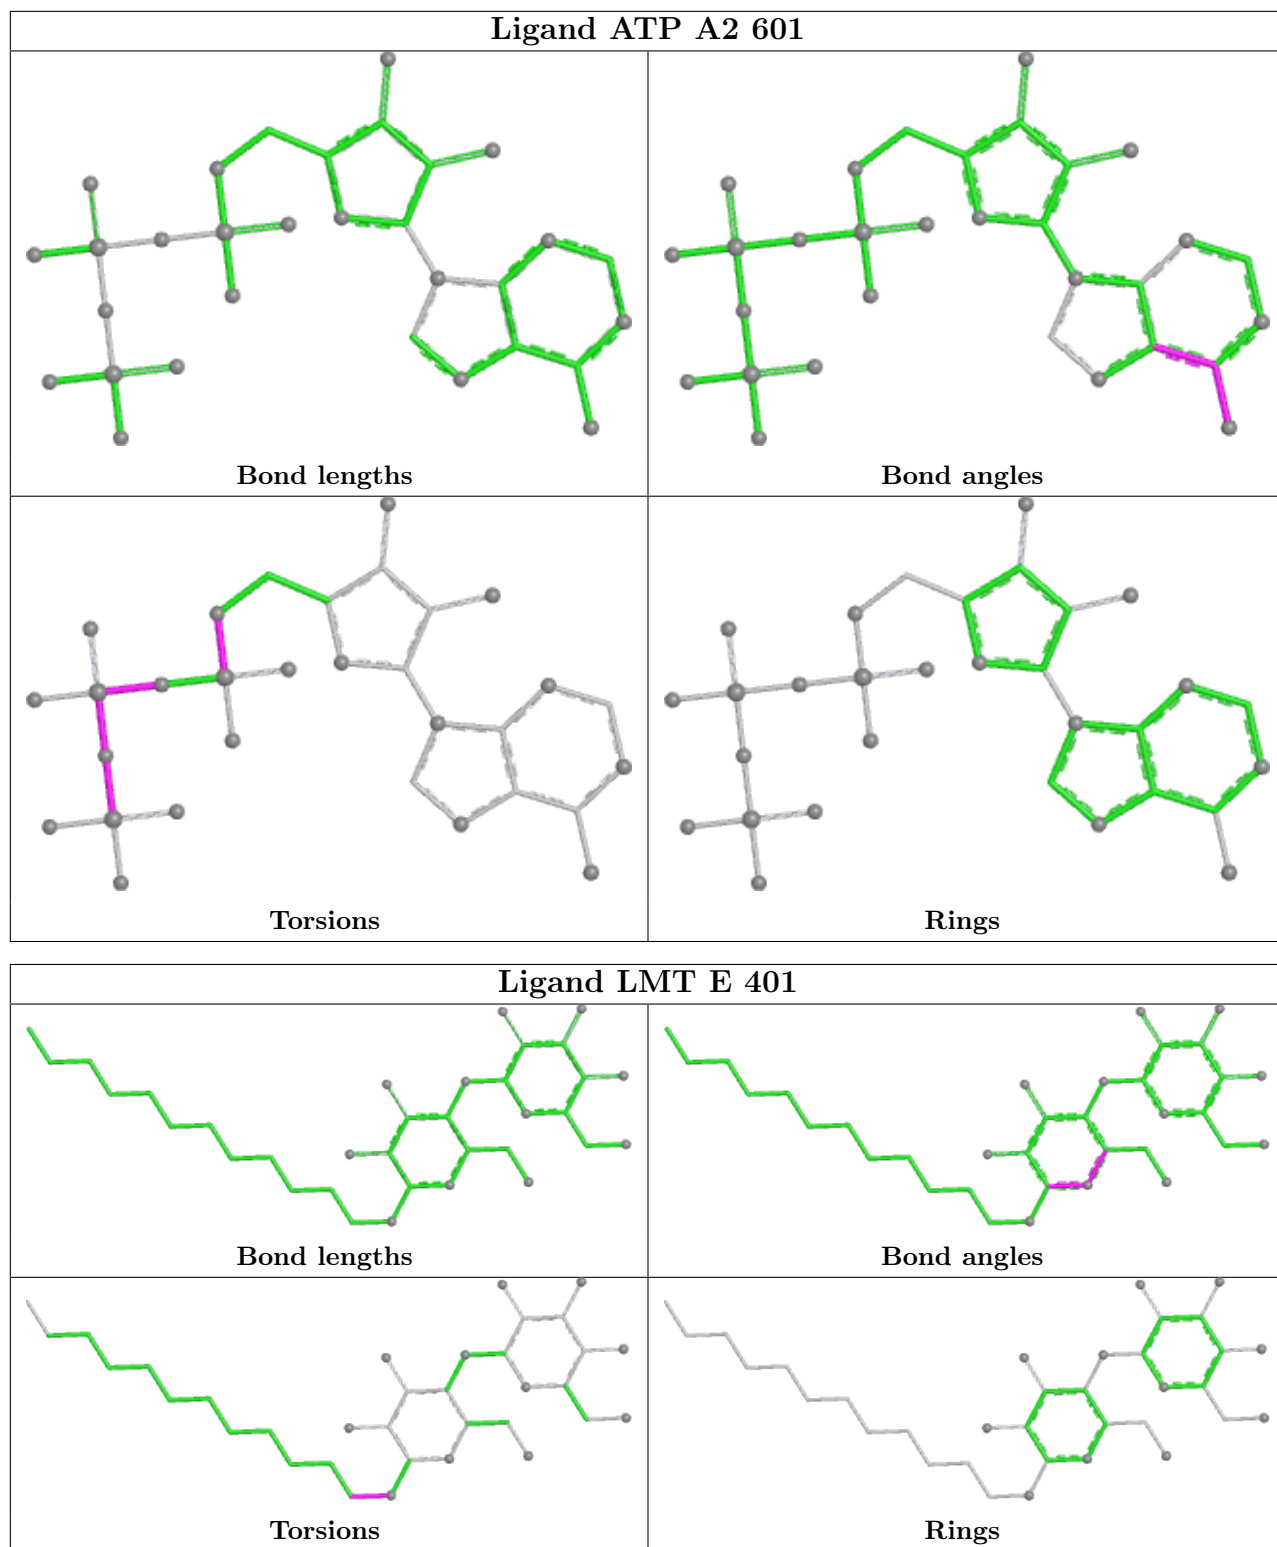 Ligand ATP A2 601
Bond lengths
Bond angles
Torsions
Rings
Ligand LMT E 401
Bond lengths
Bond angles
Torsions
Rings